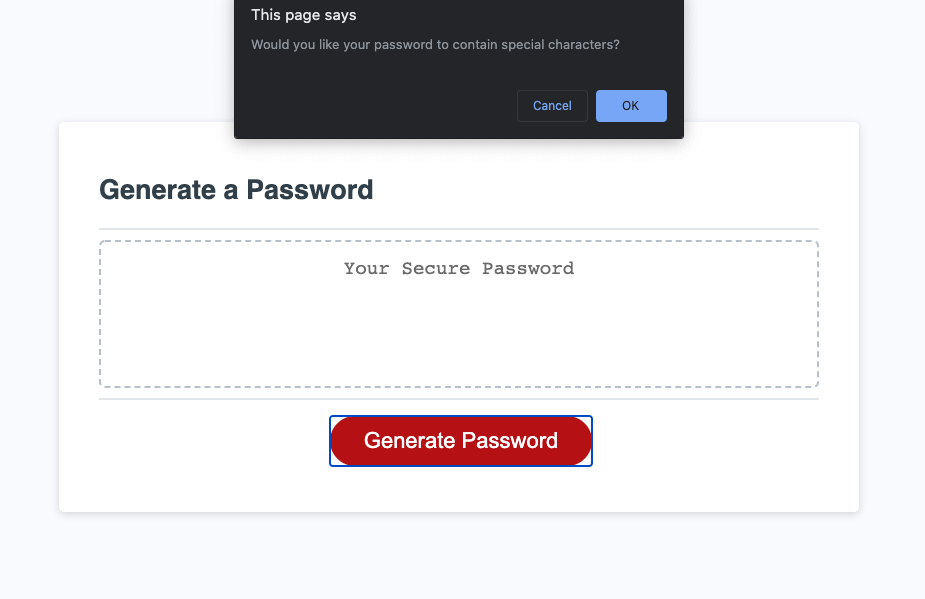 This page says
Would you like your password to contain special characters?
Cancel
OK
Generate a Password
Your Secure Password
Generate Password